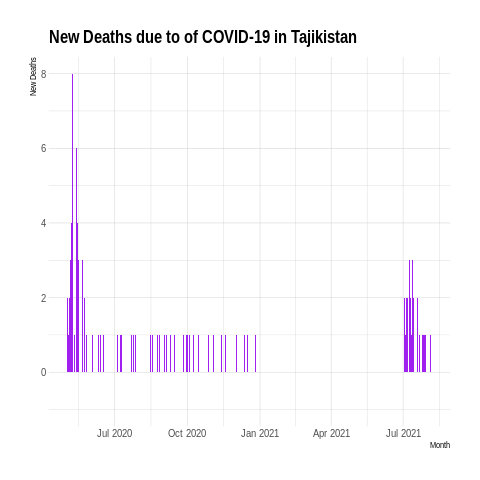 New Deaths due to of COVID-19 in Tajikistan
New Deaths
8
6
4
2
0
Jul 2020 Oct 2020 Jan 2021 Apr 2021 Jul 2021
Month